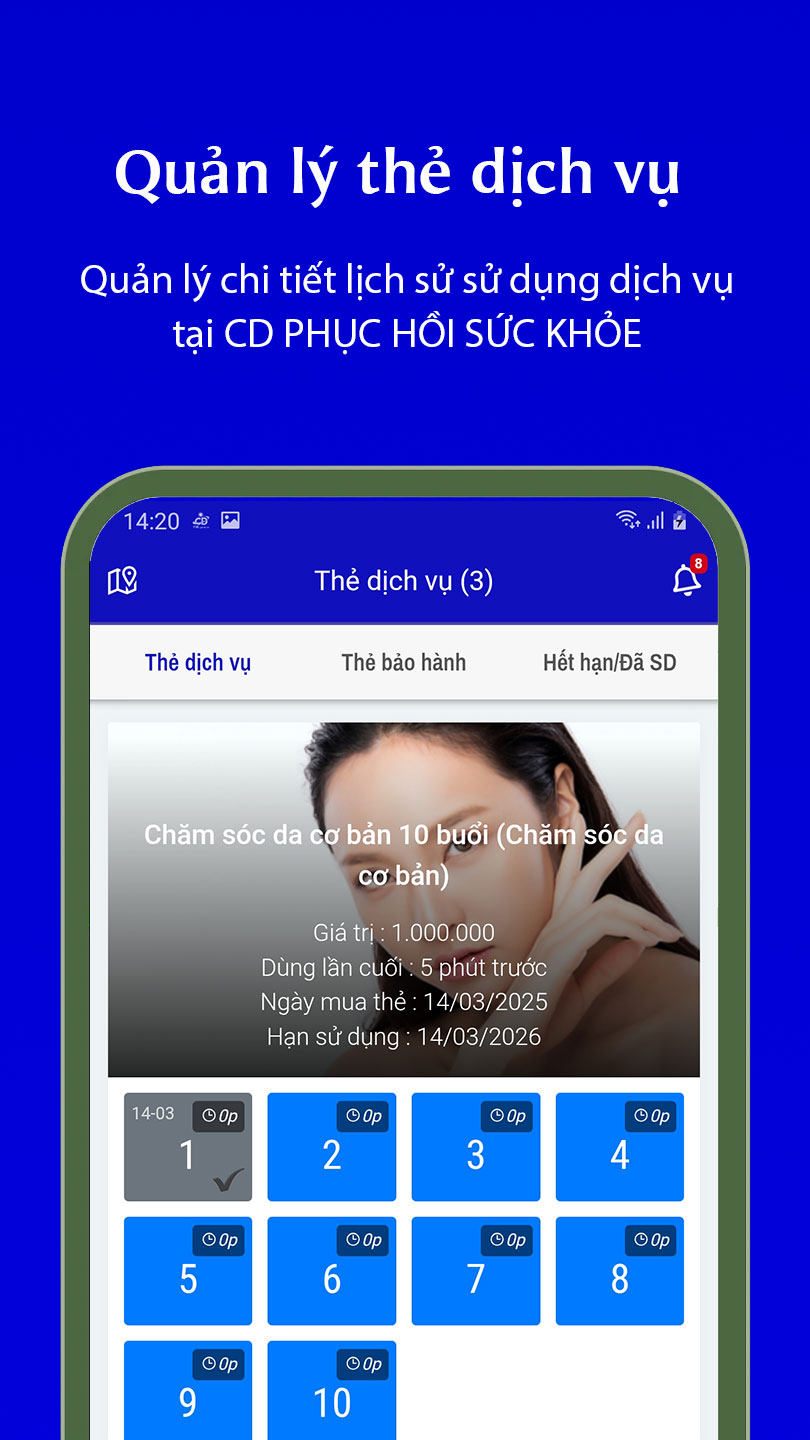 Quản lý thẻ dịch vụ
Quản lý chi tiết lịch sử sử dụng dịch vụ
tại CD PHỤC HỒI SỨC KHỎE
14:20
8
Thẻ dịch vụ (3)
Thẻ dịch vụ Thẻ bảo hành Hết hạn/Đã SD
Chăm sóc da cơ bản 10 buổi (Chăm sóc da
cơ bản)
Giá trị : 1.000.000
Dùng lần cuối : 5 phút trước
Ngày mua thẻ : 14/03/2025
Hạn sử dụng : 14/03/2026
14-03 0p 0p 0p 0p
1 2 3 4
0p 0p 0p 0p
5 6 7 8
0p 0p
9 10